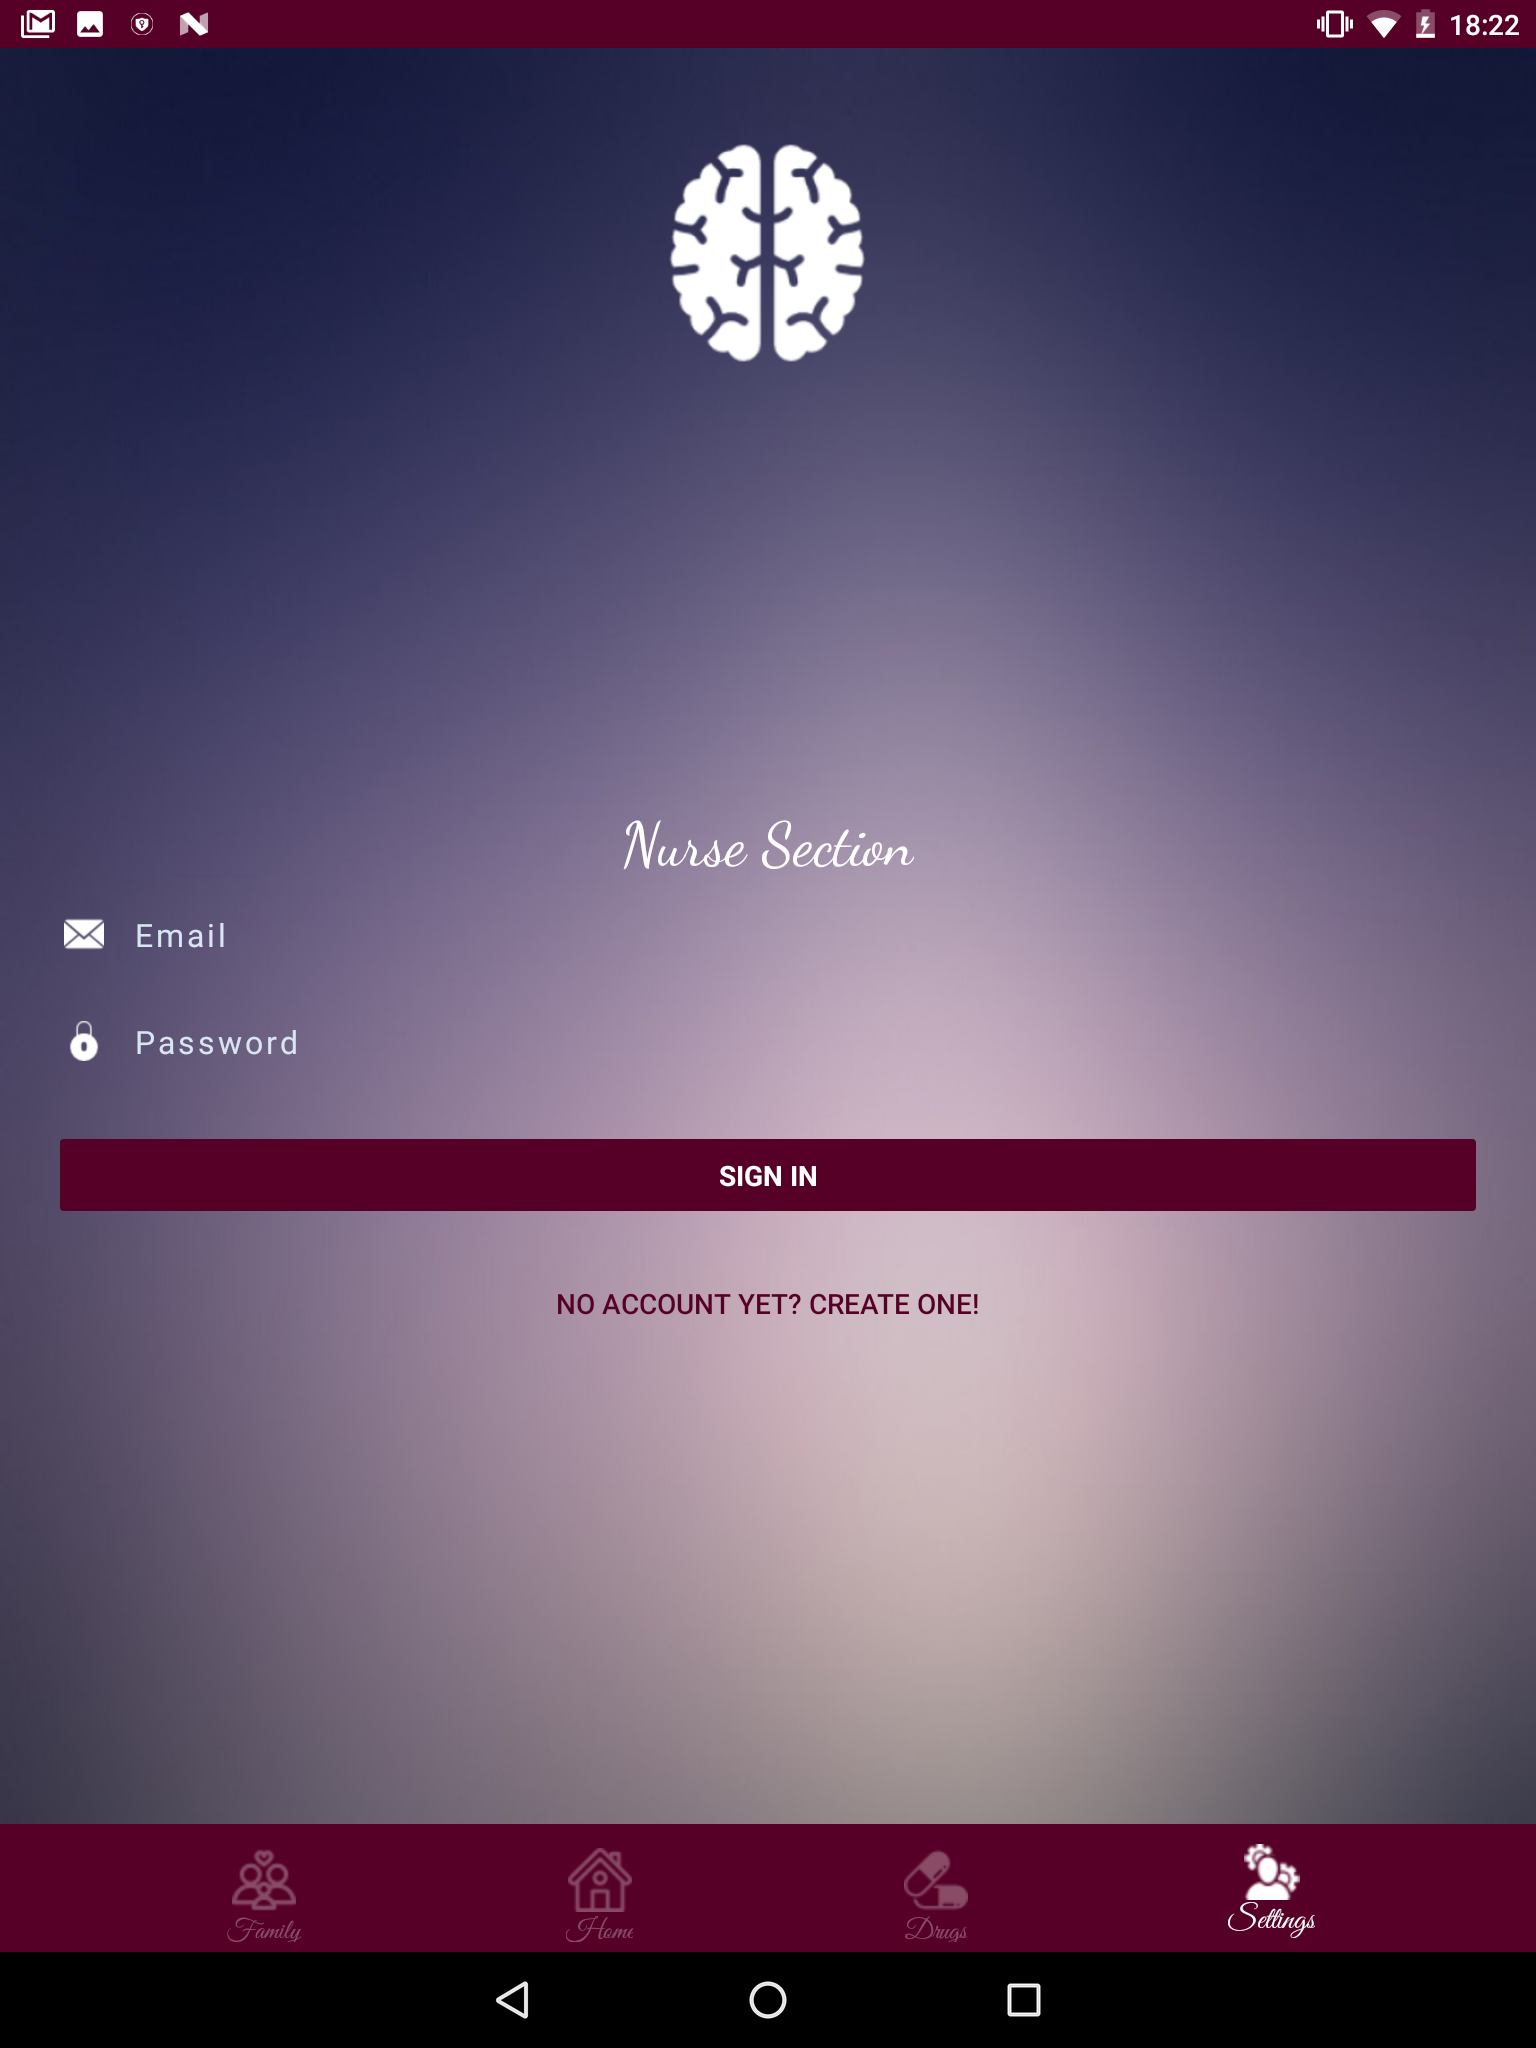 18:22
Nurse Section
Email
Password
SIGN IN
NO ACCOUNT YET? CREATE ONE!
Family
Home
Drugs
Settings